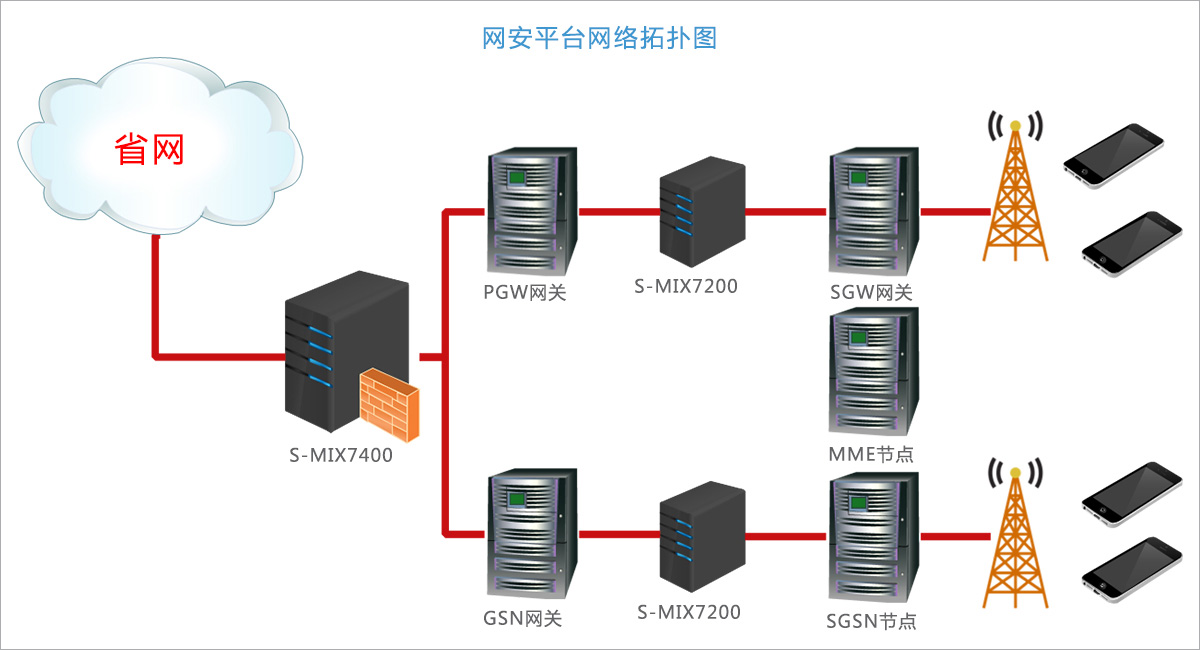 网安平台网络拓扑图
省网
PGW网关
S-MIX7200
SGW网关
MME节点
S-MIX7400
GSN网关
S-MIX7200
SGSN节点